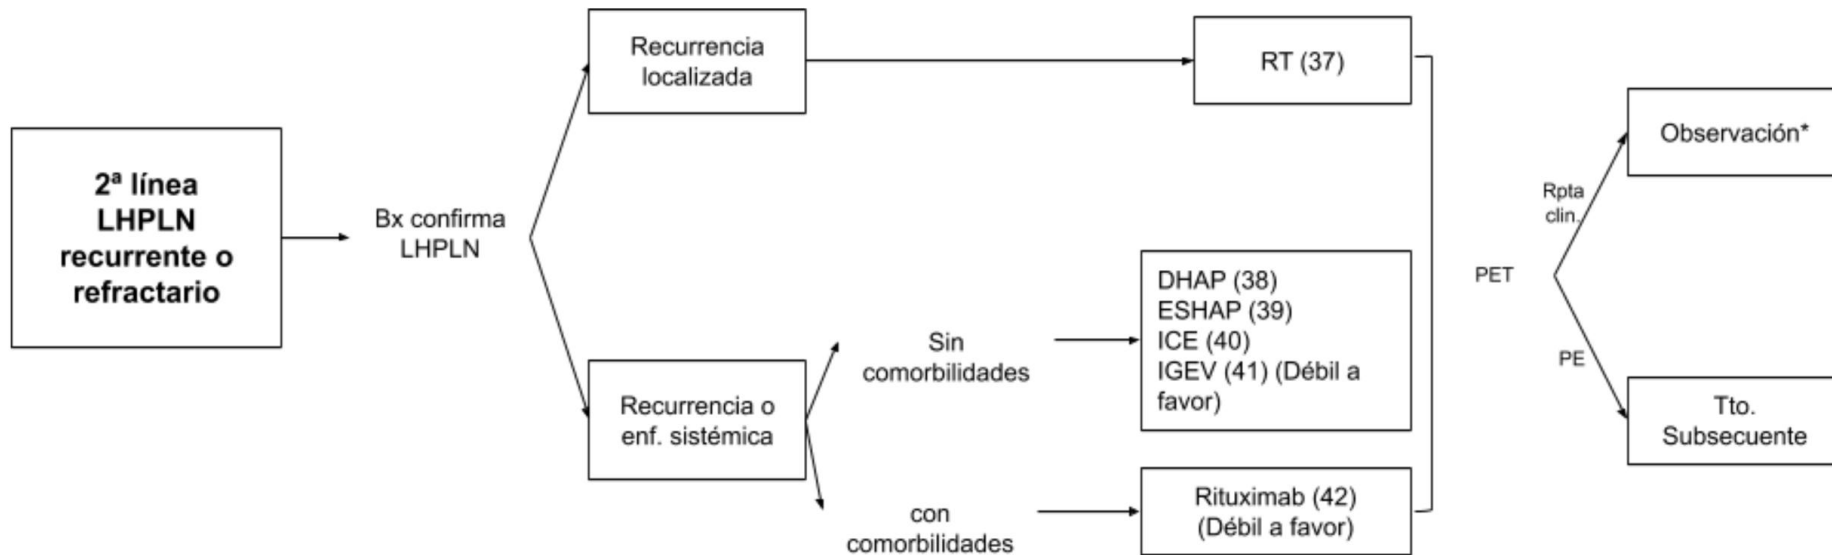 2ª línea
LHPLN
recurrente o
refractario
Bx confirma
LHPLN
Recurrencia
localizada
RT (37)
Recurrencia o
enf. sistémica
Sin
comorbilidades
DHAP (38)
ESHAP (39)
ICE (40)
IGEV (41) (Débil a
favor)
con
comorbilidades
Rituximab (42)
(Débil a favor)
PET
Rpta
clin.
Observación*
PE
Tto.
Subsecuente